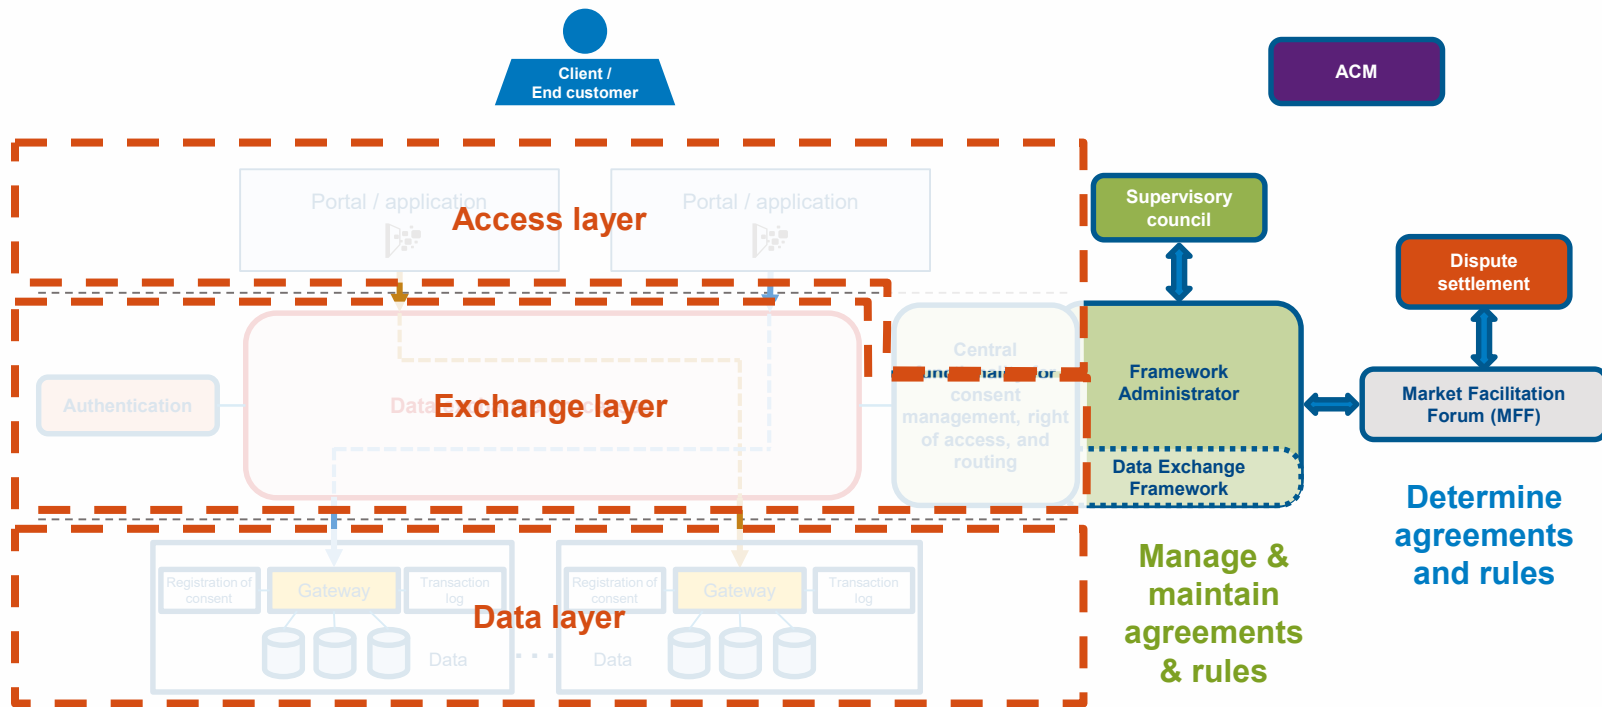 Client /
End customer
ACM
Portal / application
Portal / application
Access layer
Supervisory
council
Dispute
settlement
Authentication
Exchange layer
Central
consent
management, right
of access, and
routing
Framework
Administrator
Data Exchange
Framework
Market Facilitation
Forum (MFF)
Determine
agreements
and rules
Manage &
maintain
agreements
& rules
Registration of
consent
Gateway
Transaction
log
Data
Registration of
consent
Gateway
Transaction
log
Data
Data layer